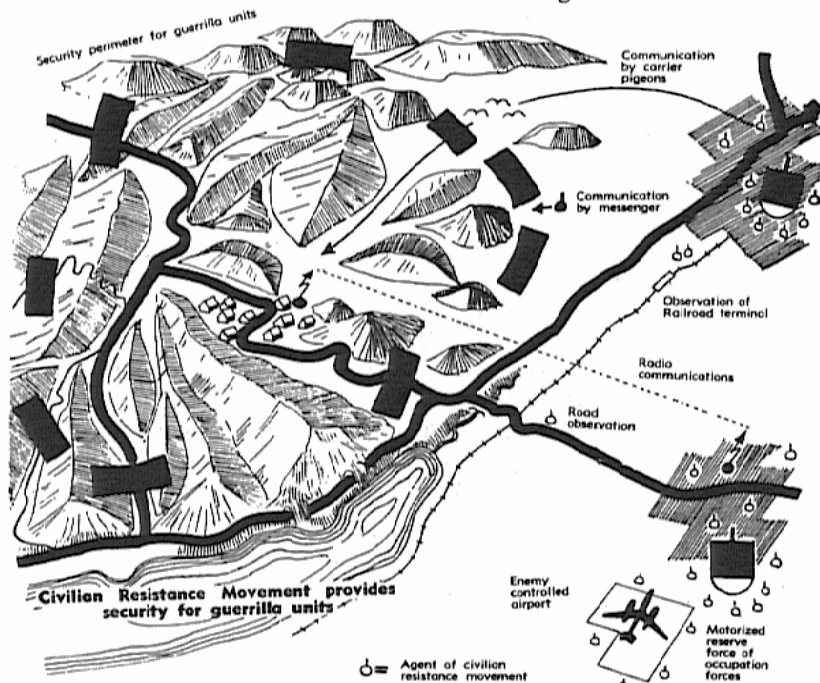 Security perimeter for guerrilla units
Communication
by carrier
pigeons
Communication
by messenger
Observation of
Railroad terminal
Radio
communications
Road
observation
Civilian Resistance Movement provides
security for guerrilla units
Enemy
controlled
airport
Motorized
reserve
force of
occupation
forces
= Agent of civilian
resistance movement